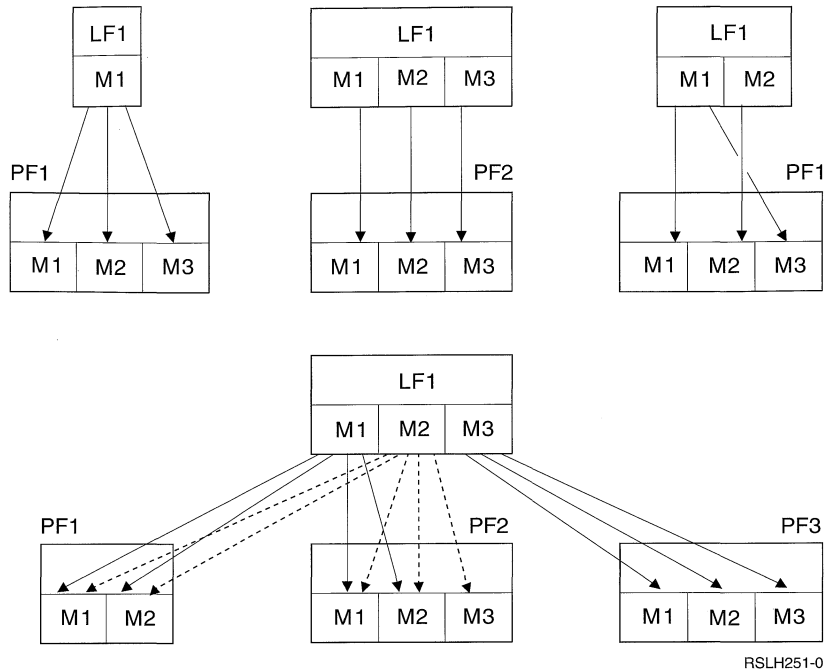 LF1 LF1 LF1
M1 M1 M2 M3 M1 M2
PF1 PF2 PF1
M1 M2 M3 M1 M2 M3 M1 M2 M3
LF1
M1 M2 M3
PF1 PF2 PF3
M1 M2 M1 M2 M3 M1 M2 M3
RSLH251-0